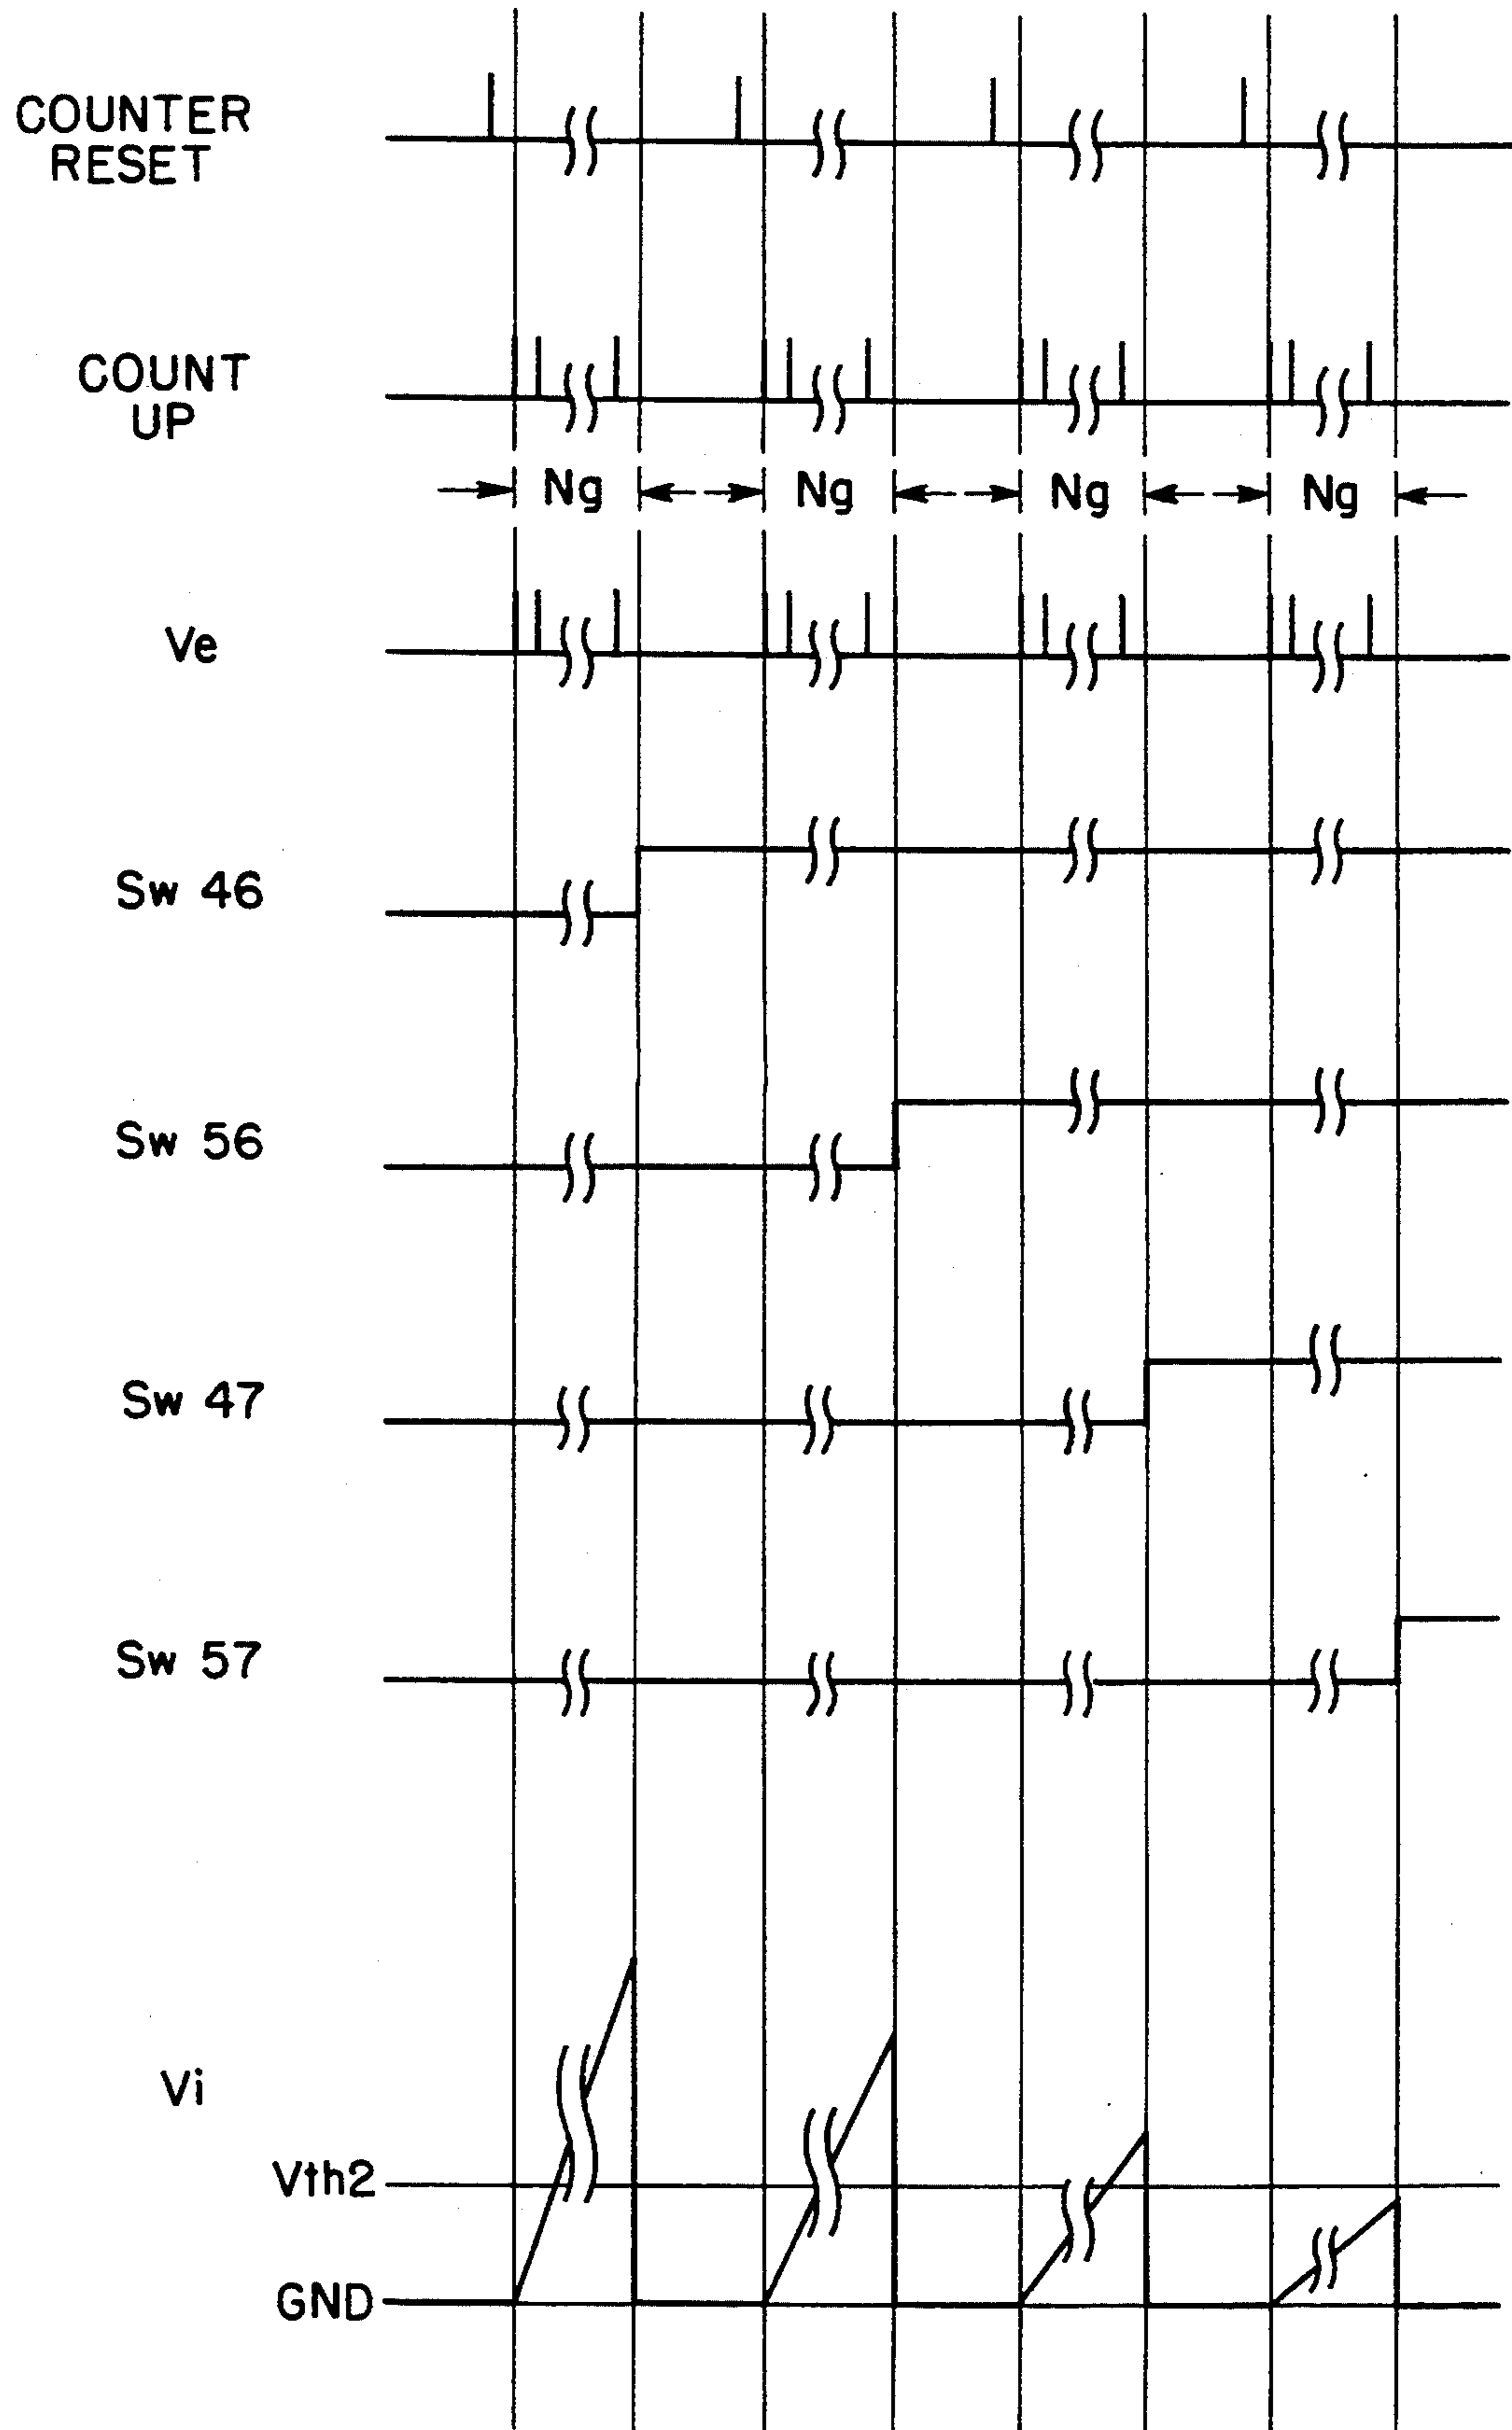 COUNTER
RESET
COUNT
UP
Ng Ng Ng Ng
Ve
Sw 46
Sw 56
Sw 47
Sw 57
Vi
Vth2
GND